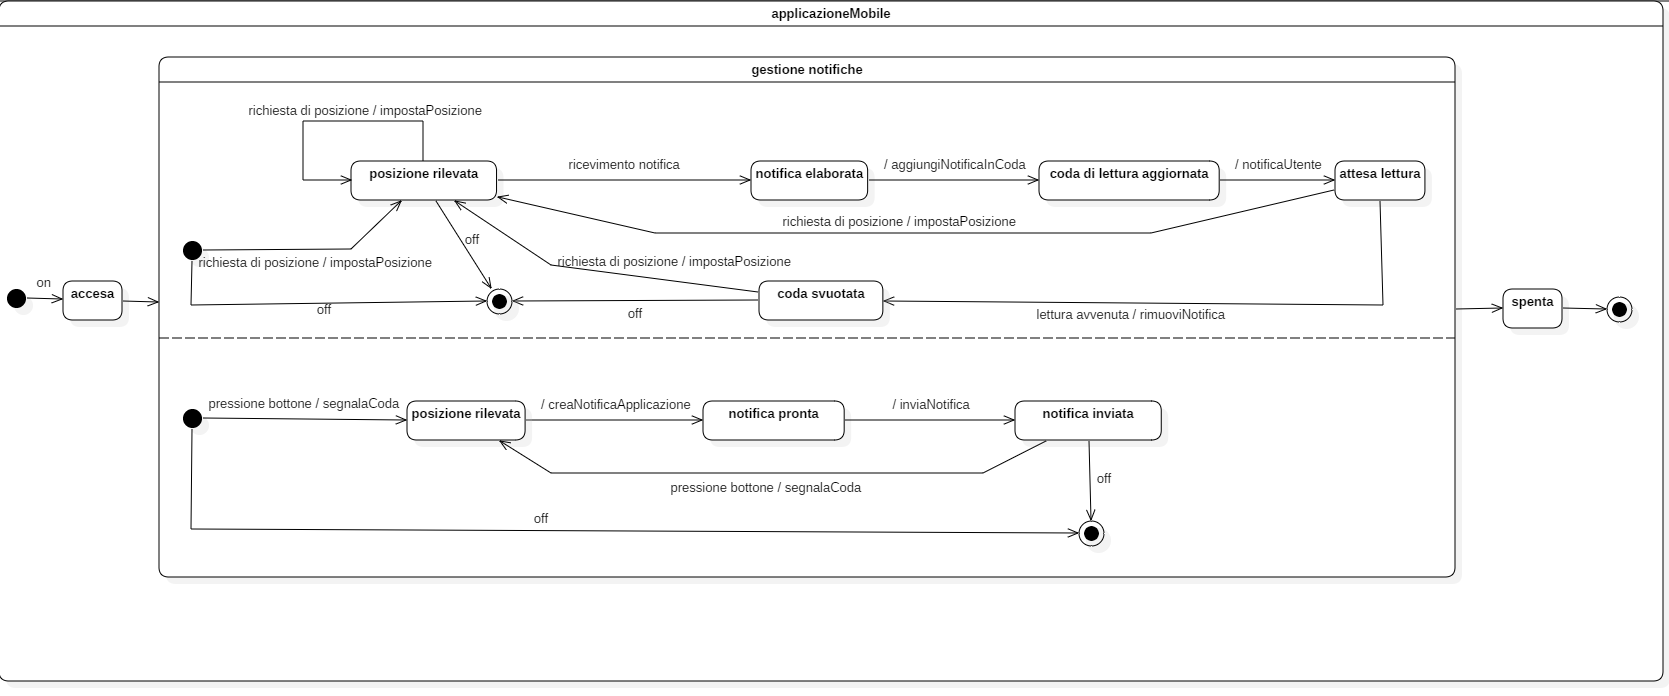 applicazioneMobile
gestione notifiche
richiesta di posizione / impostaPosizione
posizione rilevata
ricevimento notifica
notifica elaborata
/ aggiungiNotificaInCoda
coda di lettura aggiornata
/ notificaUtente
attesa lettura
richiesta di posizione / impostaPosizione
off
richiesta di posizione / impostaPosizione
richiesta di posizione / impostaPosizione
on
accesa
coda svuotata
spenta
off
off
lettura avvenuta / rimuoviNotifica
pressione bottone / segnalaCoda
posizione rilevata
/ creaNotificaApplicazione
notifica pronta
/ inviaNotifica
notifica inviata
pressione bottone / segnalaCoda
off
off